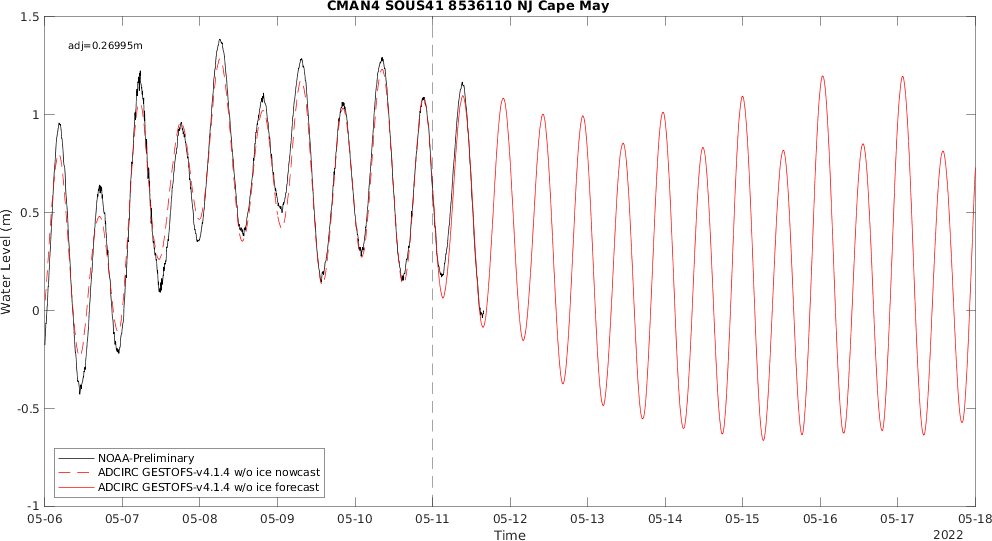 CMAN4 SOUS41 8536110 NJ Cape May
adj=0.26995m
1.5
1
0.5
0
-0.5
-1
Water Level (m)
NOAA-Preliminary
ADCIRC GESTOFS-v4.1.4 w/o ice nowcast
ADCIRC GESTOFS-v4.1.4 w/o ice forecast
05-06 05-07 05-08 05-09 05-10 05-11 05-12 05-13 05-14 05-15 05-16 05-17 05-18
Time
2022